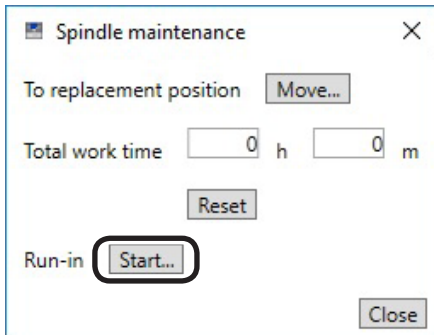 Spindle maintenance
To replacement position Move...
Total work time 0 h 0 m
Reset
Run-in Start...
Close